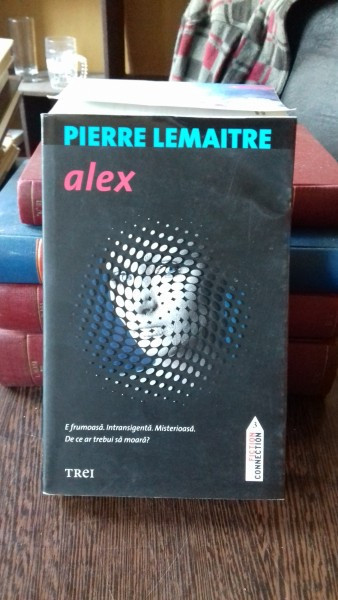 PIERRE LEMAITRE
alex
E frumoasă. Intransigentă. Misterioasă.
De ce ar trebui să moară?
TREI
FICTION
CONNECTION